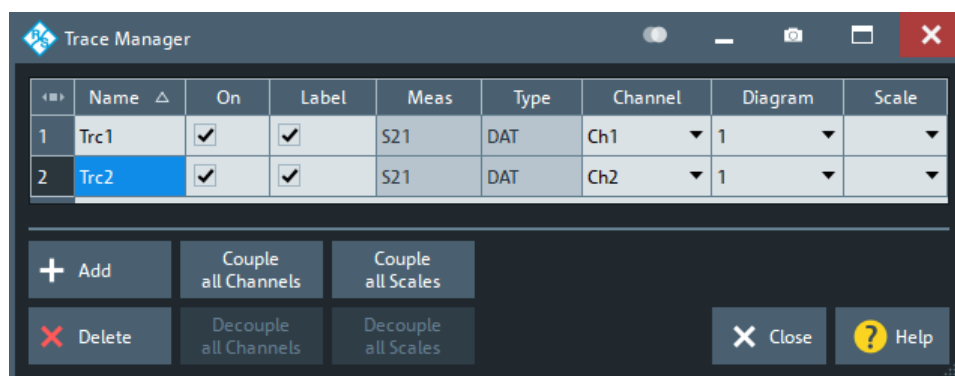 R&S Trace Manager
Name On Label Meas Type Channel Diagram Scale
1 Trc1 S21 DAT Ch1 1
2 Trc2 S21 DAT Ch2 1
Add
Couple
all Channels
Couple
all Scales
Delete
Decouple
all Channels
Decouple
all Scales
Close
? Help